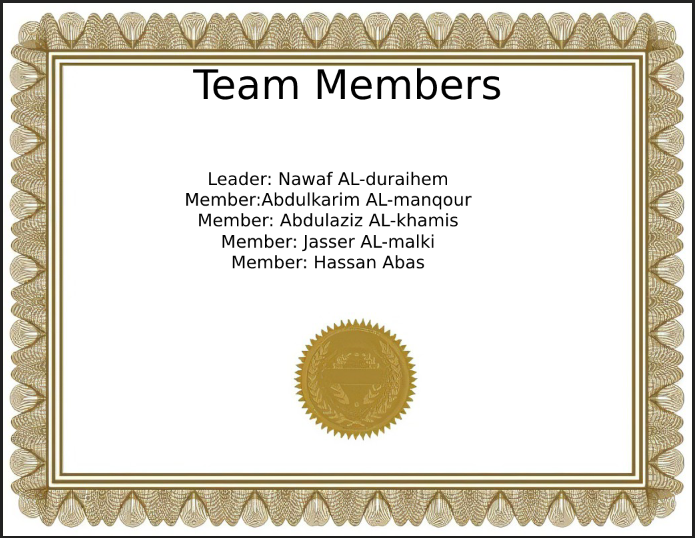 Team Members
Leader: Nawaf AL-duraihem
Member:Abdulkarim AL-manqour
Member: Abdulaziz AL-khamis
Member: Jasser AL-malki
Member: Hassan Abas